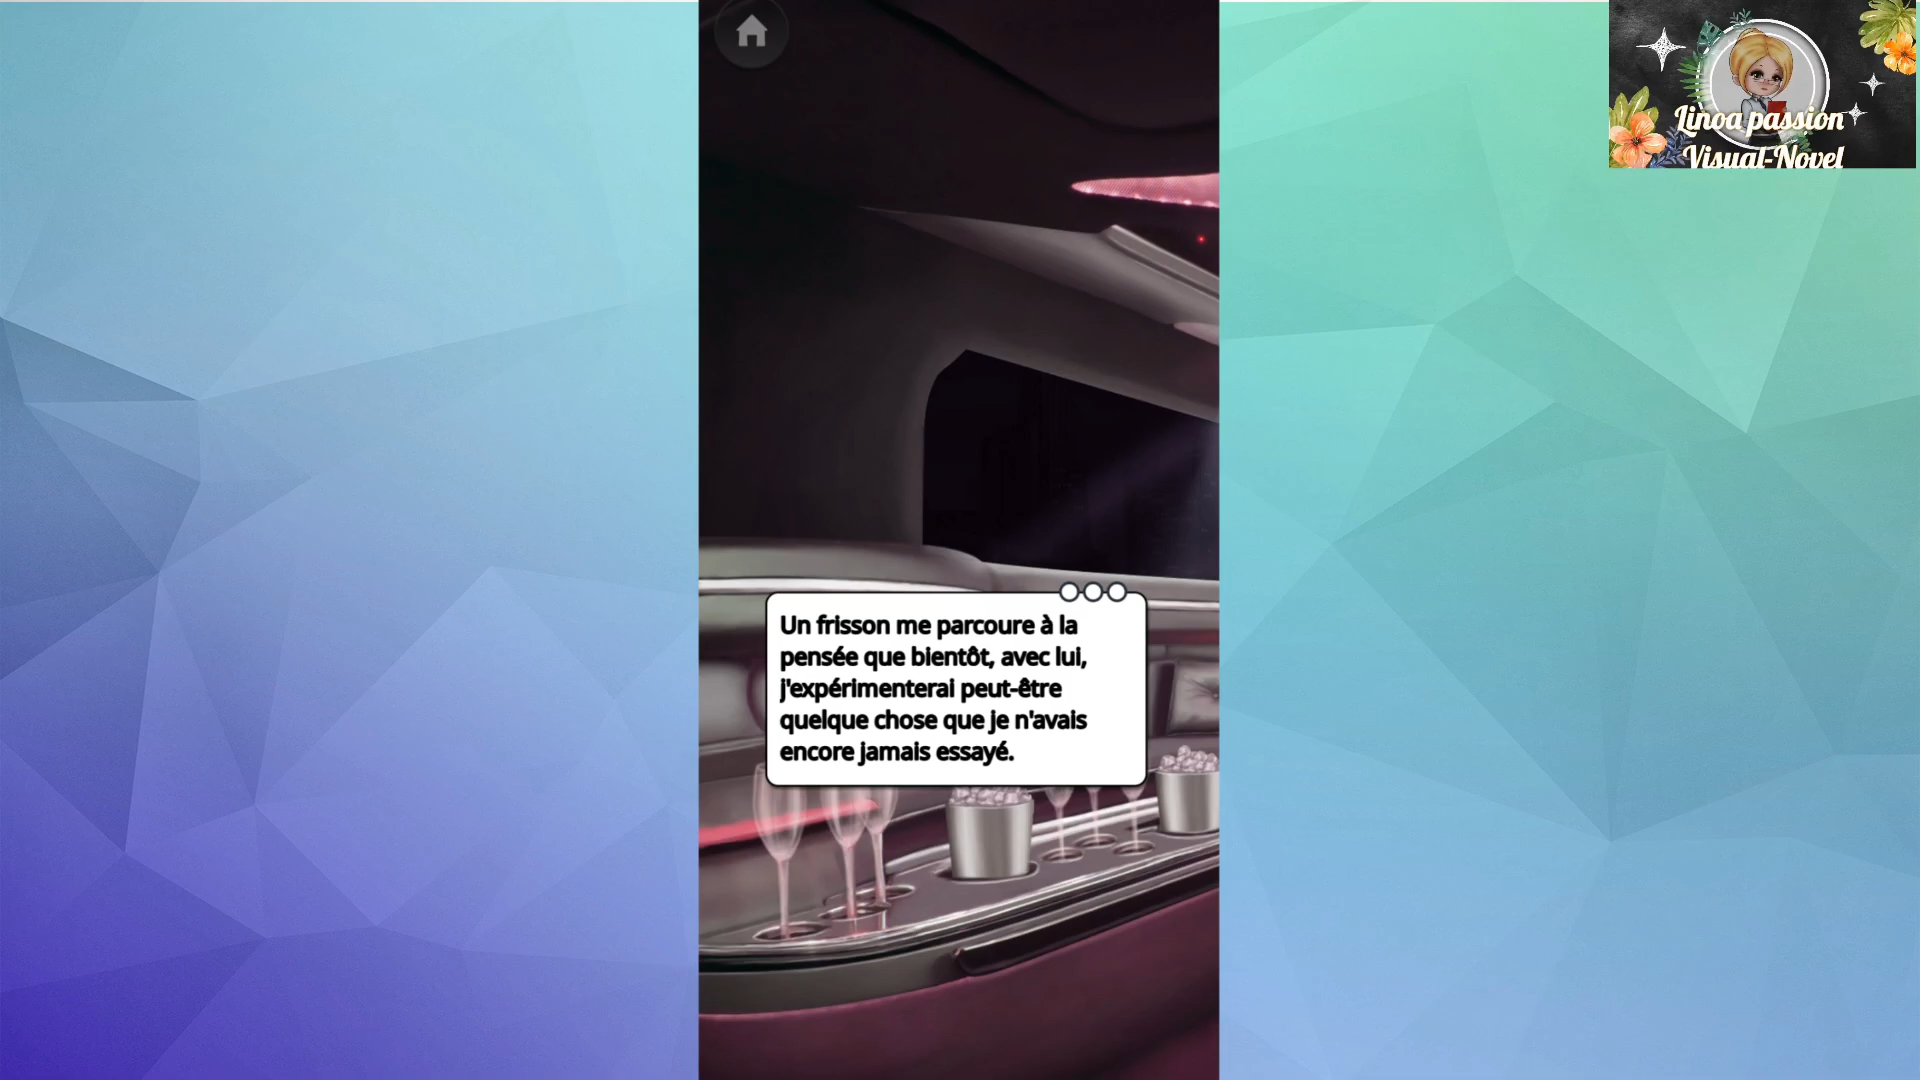 Linoa passion
Visual-Novel
Un frisson me parcoure à la
pensée que bientôt, avec lui,
j'expérimenterai peut-être
quelque chose que je n'avais
encore jamais essayé.